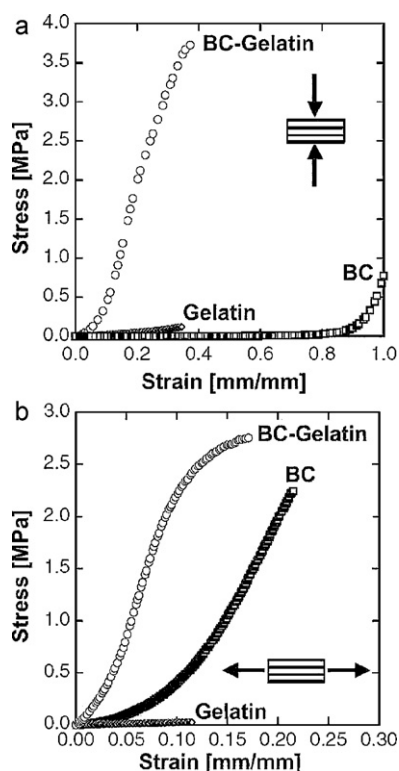 a
4.0
3.5
3.0
2.5
2.0
1.5
1.0
0.5
0.0
Stress [MPa]
BC-Gelatin
BC
Gelatin
0.0 0.2 0.4 0.6 0.8 1.0
Strain [mm/mm]
b
3.0
2.5
2.0
1.5
1.0
0.5
0.0
Stress [MPa]
BC-Gelatin
BC
Gelatin
0.00 0.05 0.10 0.15 0.20 0.25 0.30
Strain [mm/mm]